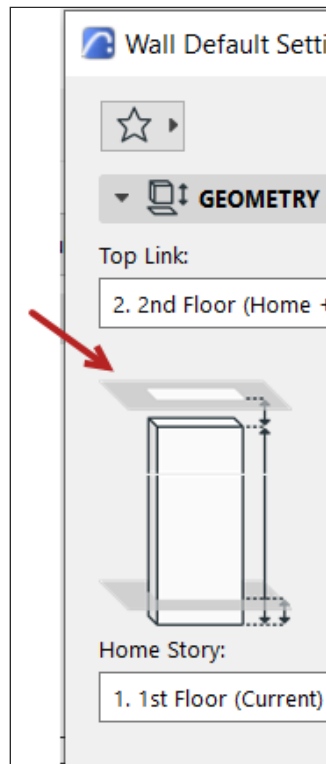 Wall Default Setti
GEOMETRY
Top Link:
2. 2nd Floor (Home +
Home Story:
1. 1st Floor (Current)